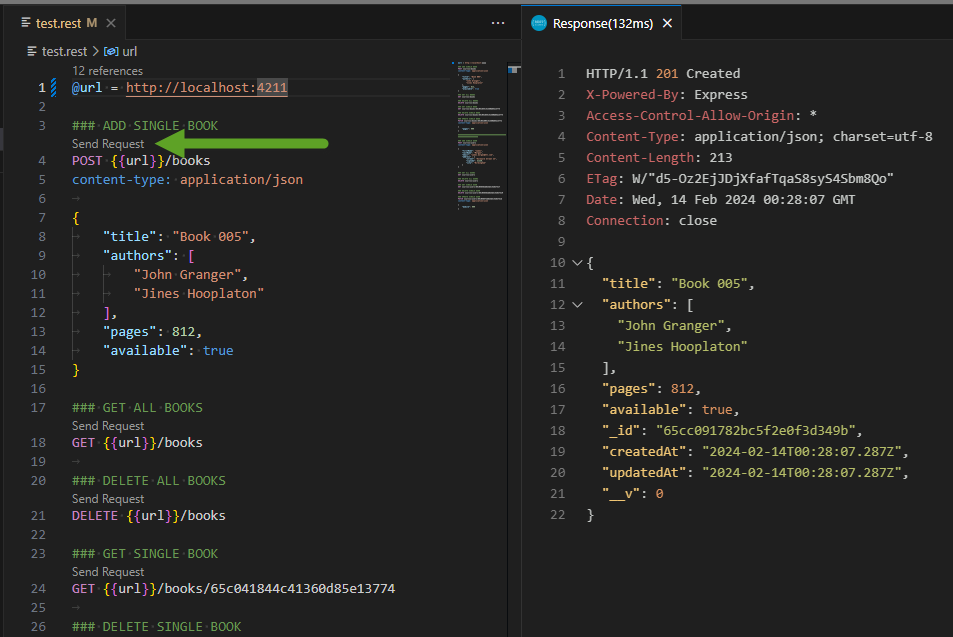 test.rest M
test.rest > url
12 references
1 @url = http://localhost:4211
2
3 ### ADD SINGLE BOOK
Send Request
4 POST {{url}}/books
5 content-type: application/json
6
7 {
8 "title": "Book 005",
9 "authors": [
10 "John Granger",
11 "Jines Hooplaton"
12 ],
13 "pages": 812,
14 "available": true
15 }
16
17 ### GET ALL BOOKS
Send Request
18 GET {{url}}/books
19
20 ### DELETE ALL BOOKS
Send Request
21 DELETE {{url}}/books
22
23 ### GET SINGLE BOOK
Send Request
24 GET {{url}}/books/65c041844c41360d85e13774
25
26 ### DELETE SINGLE BOOK
Response(132ms)
1 HTTP/1.1 201 Created
2 X-Powered-By: Express
3 Access-Control-Allow-Origin: *
4 Content-Type: application/json; charset=utf-8
5 Content-Length: 213
6 ETag: W/"d5-Oz2EjJDjXfafTqaS8syS4Sbm8Qo"
7 Date: Wed, 14 Feb 2024 00:28:07 GMT
8 Connection: close
9
10 {
11 "title": "Book 005",
12 "authors": [
13 "John Granger",
14 "Jines Hooplaton"
15 ],
16 "pages": 812,
17 "available": true,
18 "_id": "65cc091782bc5f2e0f3d349b",
19 "createdAt": "2024-02-14T00:28:07.287Z",
20 "updatedAt": "2024-02-14T00:28:07.287Z",
21 "__v": 0
22 }